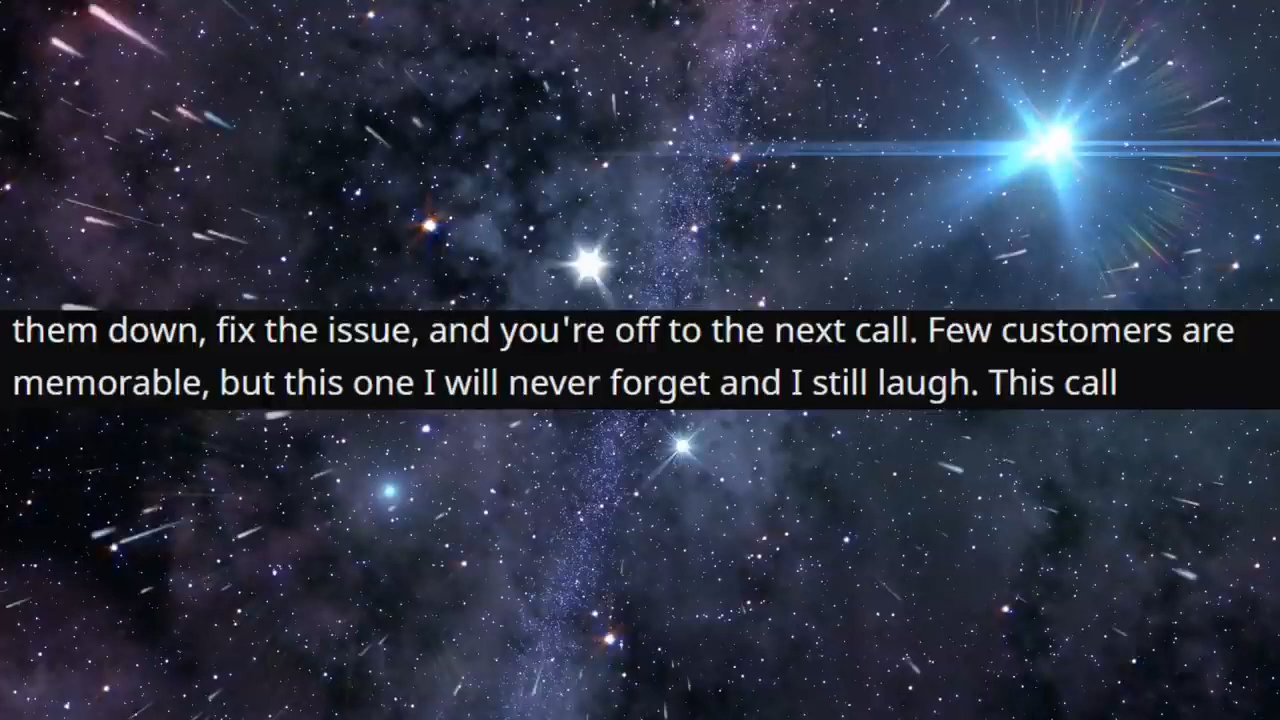 them down, fix the issue, and you're off to the next call. Few customers are
memorable, but this one I will never forget and I still laugh. This call